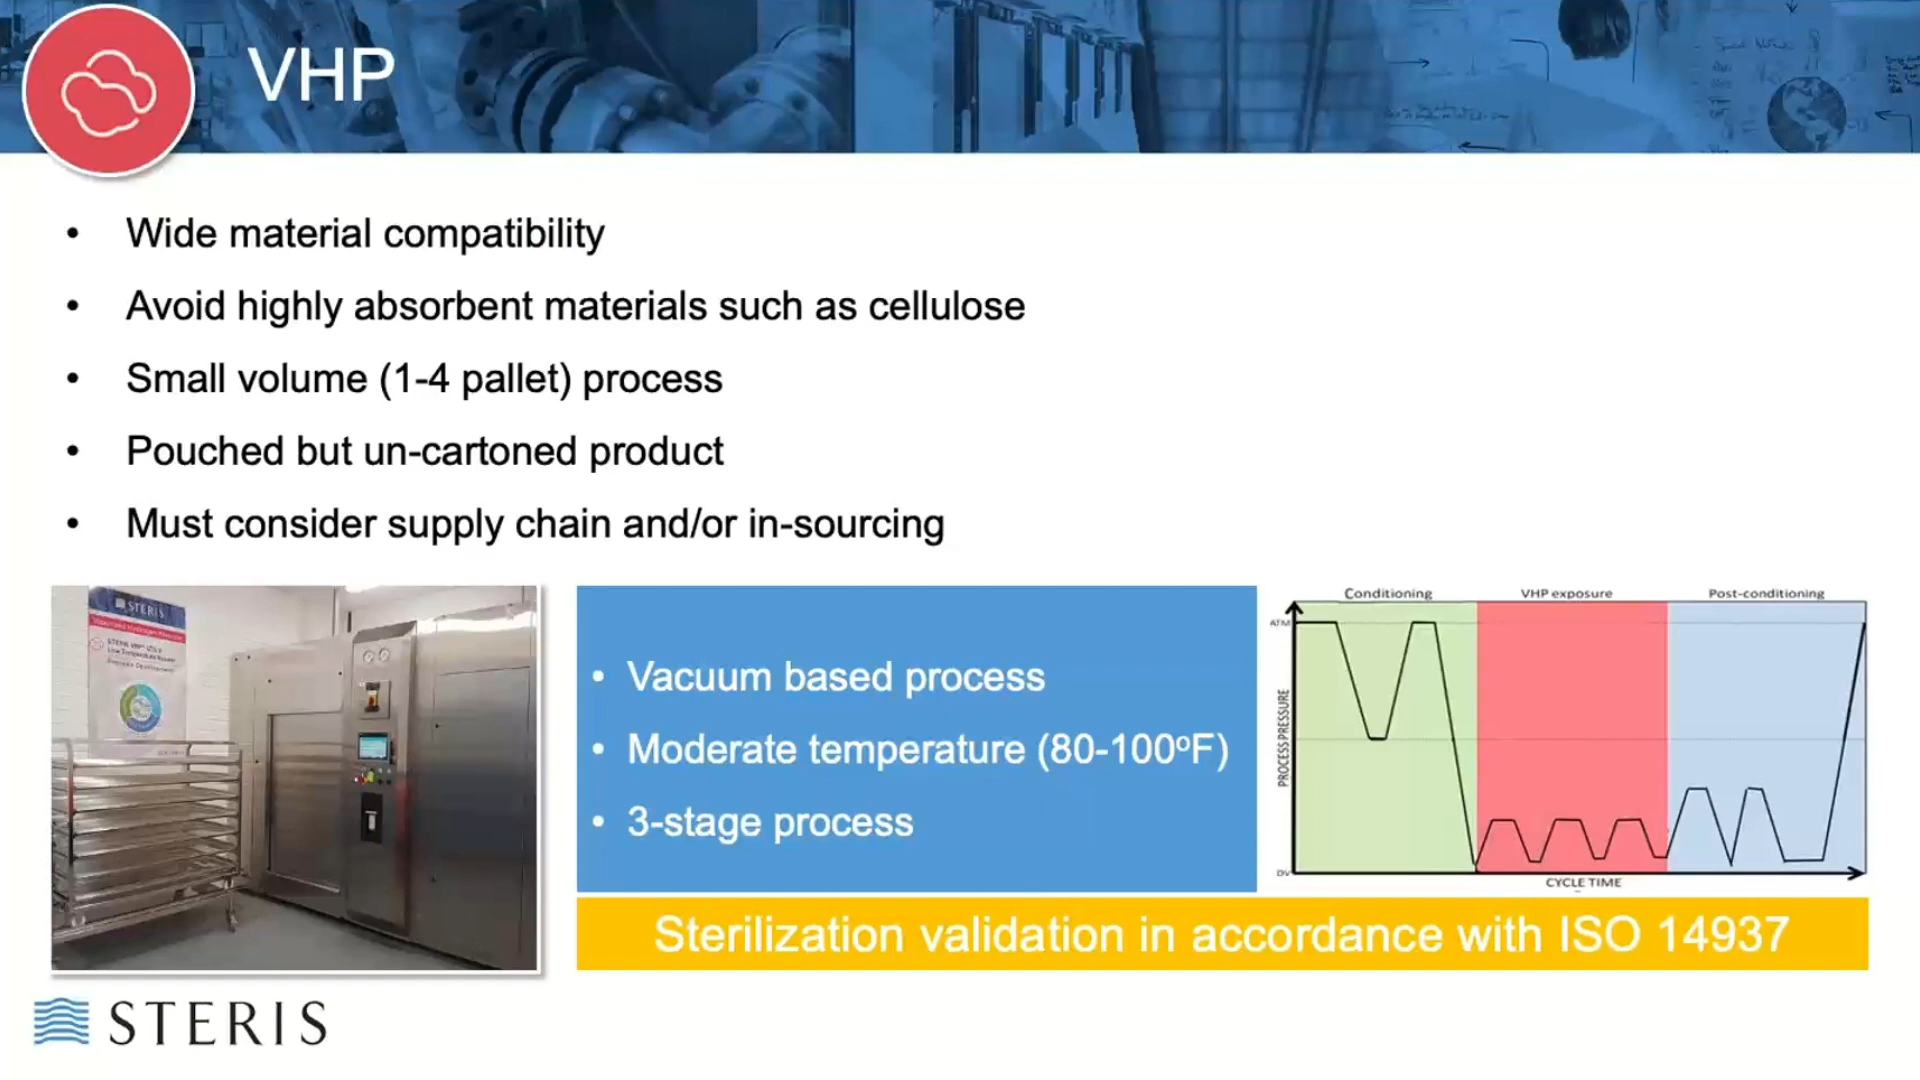 VHP
• Wide material compatibility
• Avoid highly absorbent materials such as cellulose
• Small volume (1-4 pallet) process
• Pouched but un-cartoned product
• Must consider supply chain and/or in-sourcing
STERIS
• Vacuum based process
• Moderate temperature (80-100ºF)
• 3-stage process
Conditioning VHP exposure Post-conditioning
ATM
PROCESS PRESSURE
DV
CYCLE TIME
Sterilization validation in accordance with ISO 14937
STERIS